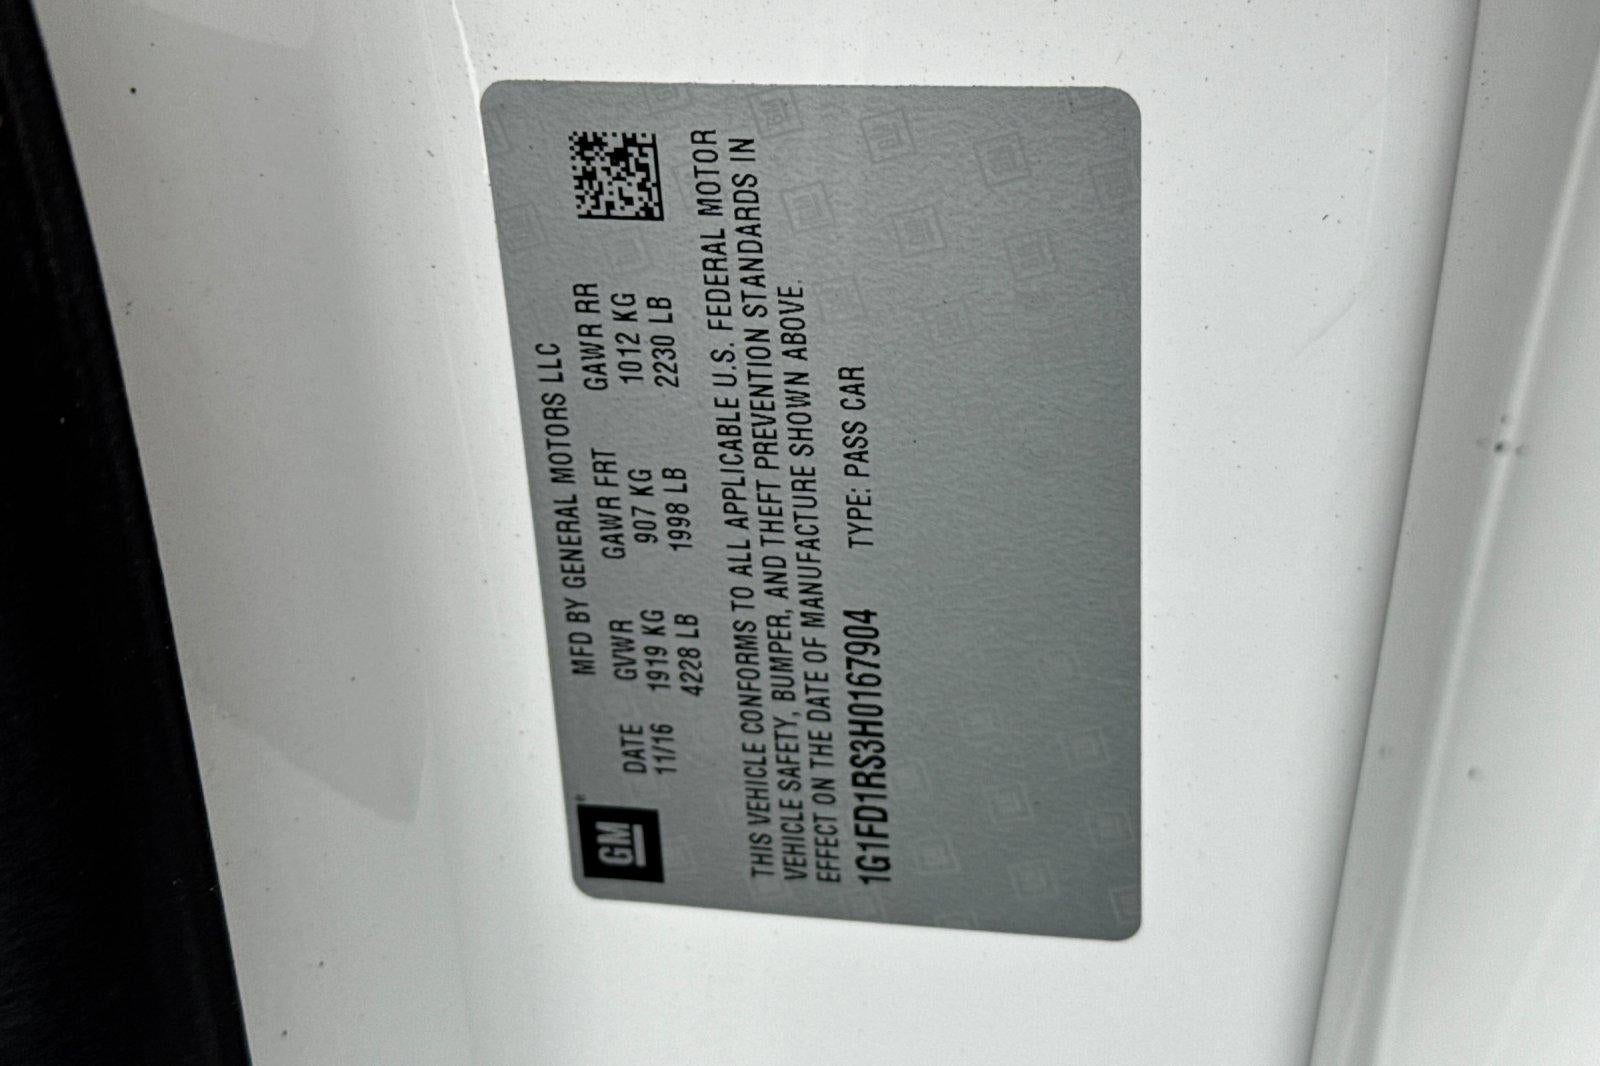 GM
MFD BY GENERAL MOTORS LLC
DATE GVWR GAWR FRT GAWR RR
11/16 1919 KG 907 KG 1012 KG
4228 LB 1998 LB 2230 LB
THIS VEHICLE CONFORMS TO ALL APPLICABLE U.S. FEDERAL MOTOR
VEHICLE SAFETY, BUMPER, AND THEFT PREVENTION STANDARDS IN
EFFECT ON THE DATE OF MANUFACTURE SHOWN ABOVE.
1G1FD1RS3H0167904 TYPE: PASS CAR